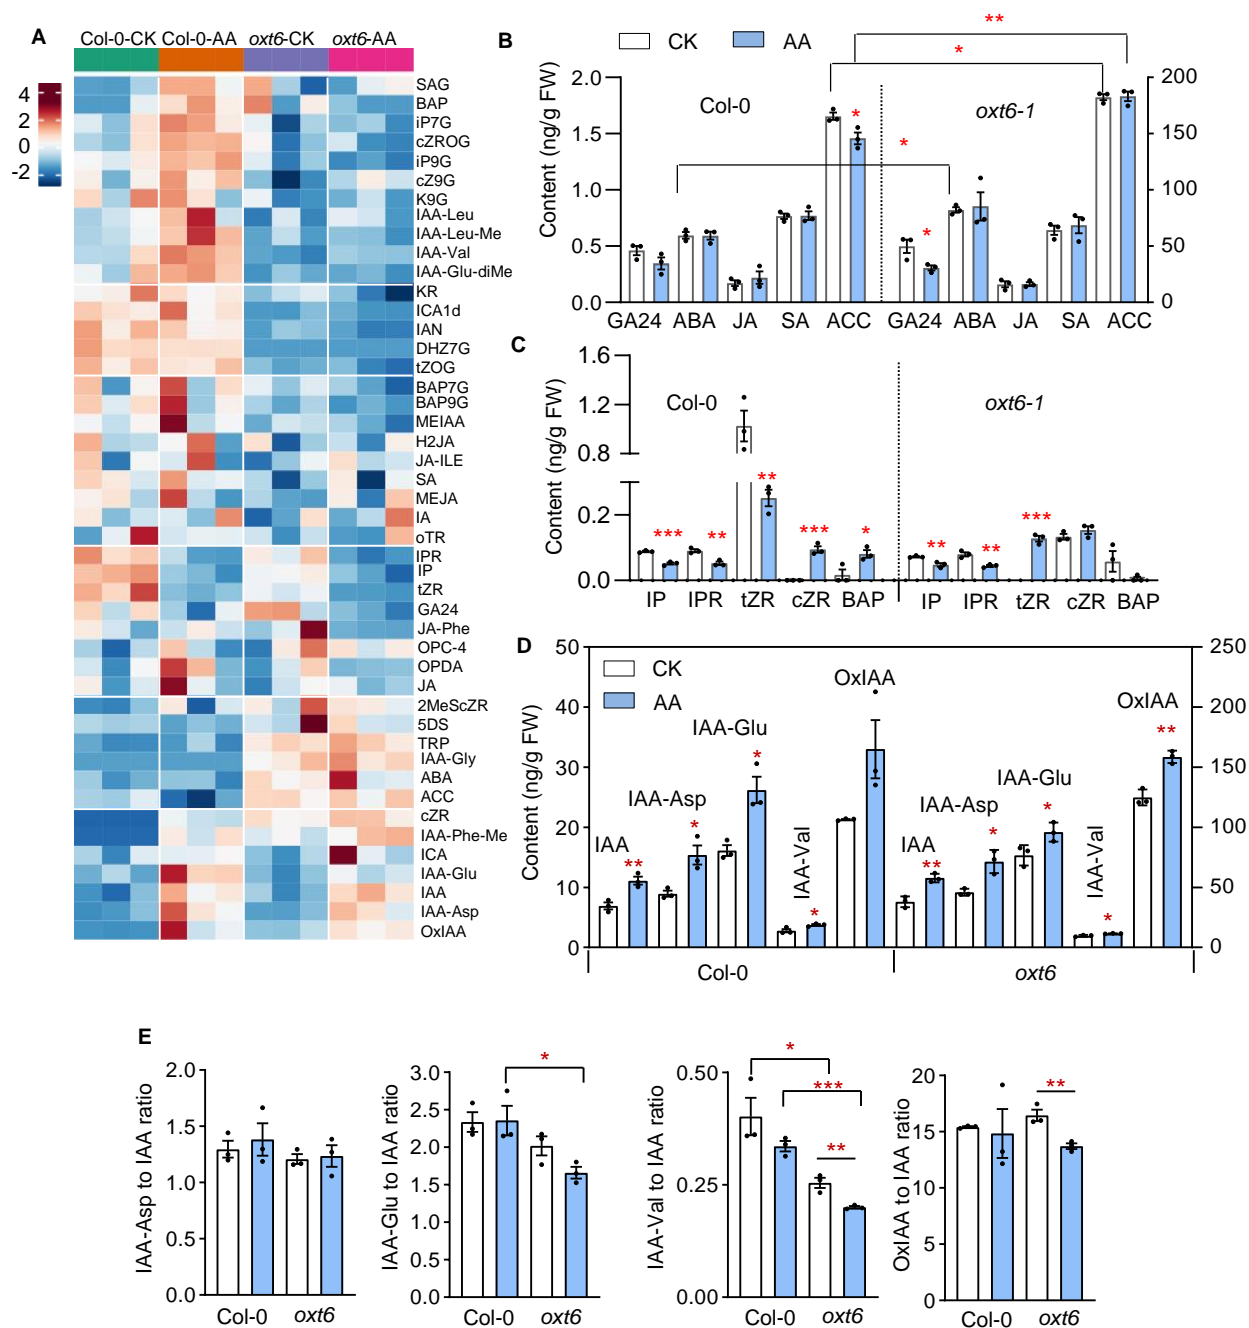 A
Col-0-CK Col-0-AA oxt6-CK oxt6-AA
4
2
0
-2
SAG
BAP
iP7G
cZROG
iP9G
cZ9G
K9G
IAA-Leu
IAA-Leu-Me
IAA-Val
IAA-Glu-diMe
KR
ICA1d
IAN
DHZ7G
tZOG
BAP7G
BAP9G
MEIAA
H2JA
JA-ILE
SA
MEJA
IA
oTR
IPR
IP
tZR
GA24
JA-Phe
OPC-4
OPDA
JA
2MeScZR
5DS
TRP
IAA-Gly
ABA
ACC
cZR
IAA-Phe-Me
ICA
IAA-Glu
IAA
IAA-Asp
OxIAA
B
CK AA
**
*
Content (ng/g FW)
2.0
1.5
1.0
0.5
0.0
200
150
100
50
0
Col-0
oxt6-1
*
*
*
GA24 ABA JA SA ACC GA24 ABA JA SA ACC
C
Content (ng/g FW)
1.6
1.2
0.8
0.2
0.0
Col-0
oxt6-1
*** ** ** *** * ** ** ***
IP IPR tZR cZR BAP IP IPR tZR cZR BAP
D
Content (ng/g FW)
50
40
30
20
10
0
250
200
150
100
50
0
CK
AA
IAA
**
IAA-Asp
*
IAA-Glu
*
IAA-Val
*
OxIAA
IAA
**
IAA-Asp
*
IAA-Glu
*
IAA-Val
*
OxIAA
**
Col-0 oxt6
E
IAA-Asp to IAA ratio
2.0
1.5
1.0
0.5
0.0
Col-0 oxt6
IAA-Glu to IAA ratio
3.0
2.5
2.0
1.5
1.0
0.5
0.0
*
Col-0 oxt6
IAA-Val to IAA ratio
0.50
0.25
0.00
*
***
**
Col-0 oxt6
OxIAA to IAA ratio
20
15
10
5
0
**
Col-0 oxt6